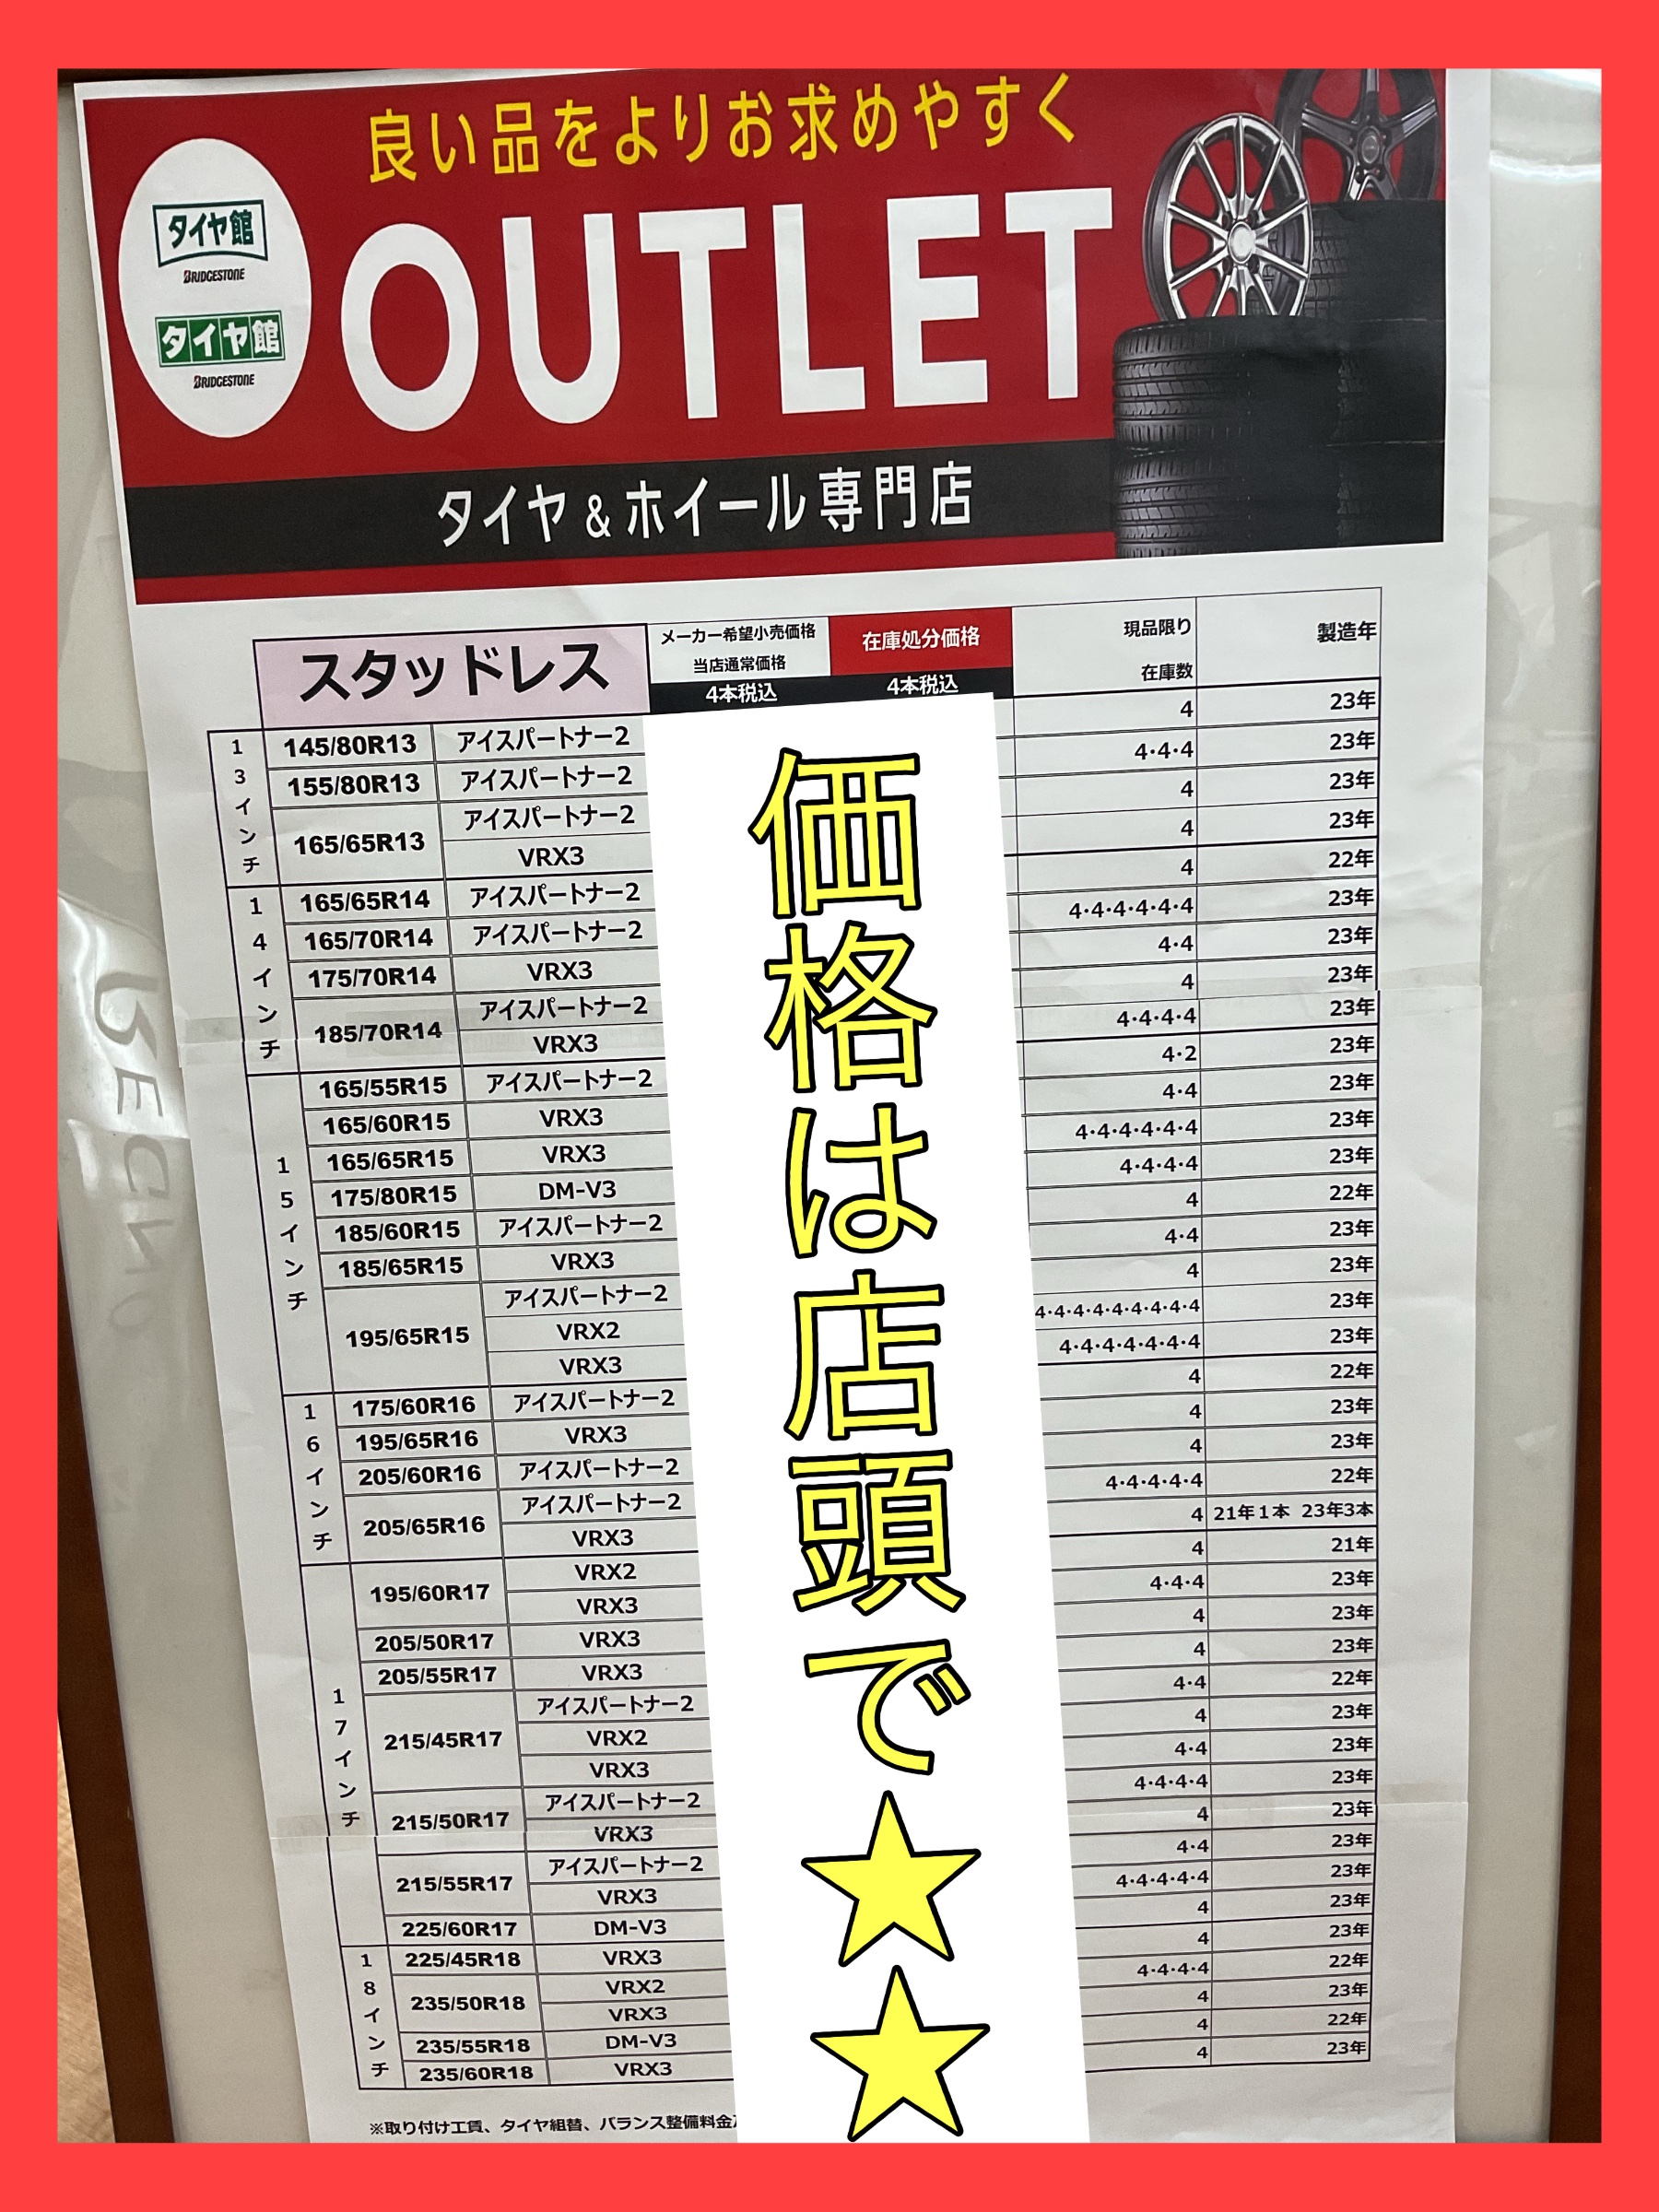 良い品をよりお求めやすく
タイヤ館
BRIDGESTONE
タイヤ館
BRIDGESTONE
OUTLET
タイヤ&ホイール専門店
スタッドレス メーカー希望小売価格 当店通常価格 4本税込 在庫処分価格 4本税込 現品限り 在庫数 製造年
13インチ
145/80R13 アイスパートナー2 4 23年
155/80R13 アイスパートナー2 4・4・4 23年
165/65R13 アイスパートナー2 4 23年
VRX3 4 23年
14インチ
165/65R14 アイスパートナー2 4 22年
165/70R14 アイスパートナー2 4・4・4・4・4・4 23年
175/70R14 VRX3 4・4 23年
185/70R14 アイスパートナー2 4 23年
VRX3 4・4・4・4 23年
15インチ
165/55R15 アイスパートナー2 4・2 23年
165/60R15 VRX3 4・4 23年
165/65R15 VRX3 4・4・4・4・4・4 23年
175/80R15 DM-V3 4・4・4・4 23年
185/60R15 アイスパートナー2 4 22年
185/65R15 VRX3 4・4 23年
195/65R15 アイスパートナー2 4 23年
VRX2 4・4・4・4・4・4・4・4・4 23年
VRX3 4・4・4・4・4・4・4 23年
16インチ
175/60R16 アイスパートナー2 4 22年
195/65R16 VRX3 4 23年
205/60R16 アイスパートナー2 4 23年
205/65R16 アイスパートナー2 4・4・4・4・4 22年
VRX3 4 21年1本 23年3本
17インチ
195/60R17 VRX2 4 21年
VRX3 4・4・4 23年
205/50R17 VRX3 4 23年
205/55R17 VRX3 4 23年
215/45R17 アイスパートナー2 4・4 22年
VRX2 4 23年
VRX3 4・4 23年
215/50R17 アイスパートナー2 4・4・4・4 23年
VRX3 4 23年
215/55R17 アイスパートナー2 4・4 23年
VRX3 4・4・4・4・4 23年
225/60R17 DM-V3 4 23年
18インチ
225/45R18 VRX3 4 23年
235/50R18 VRX2 4・4・4・4 22年
VRX3 4 23年
235/55R18 DM-V3 4 22年
235/60R18 VRX3 4 23年
価格は店頭で★★
※取り付け工賃、タイヤ組替、バランス整備料金